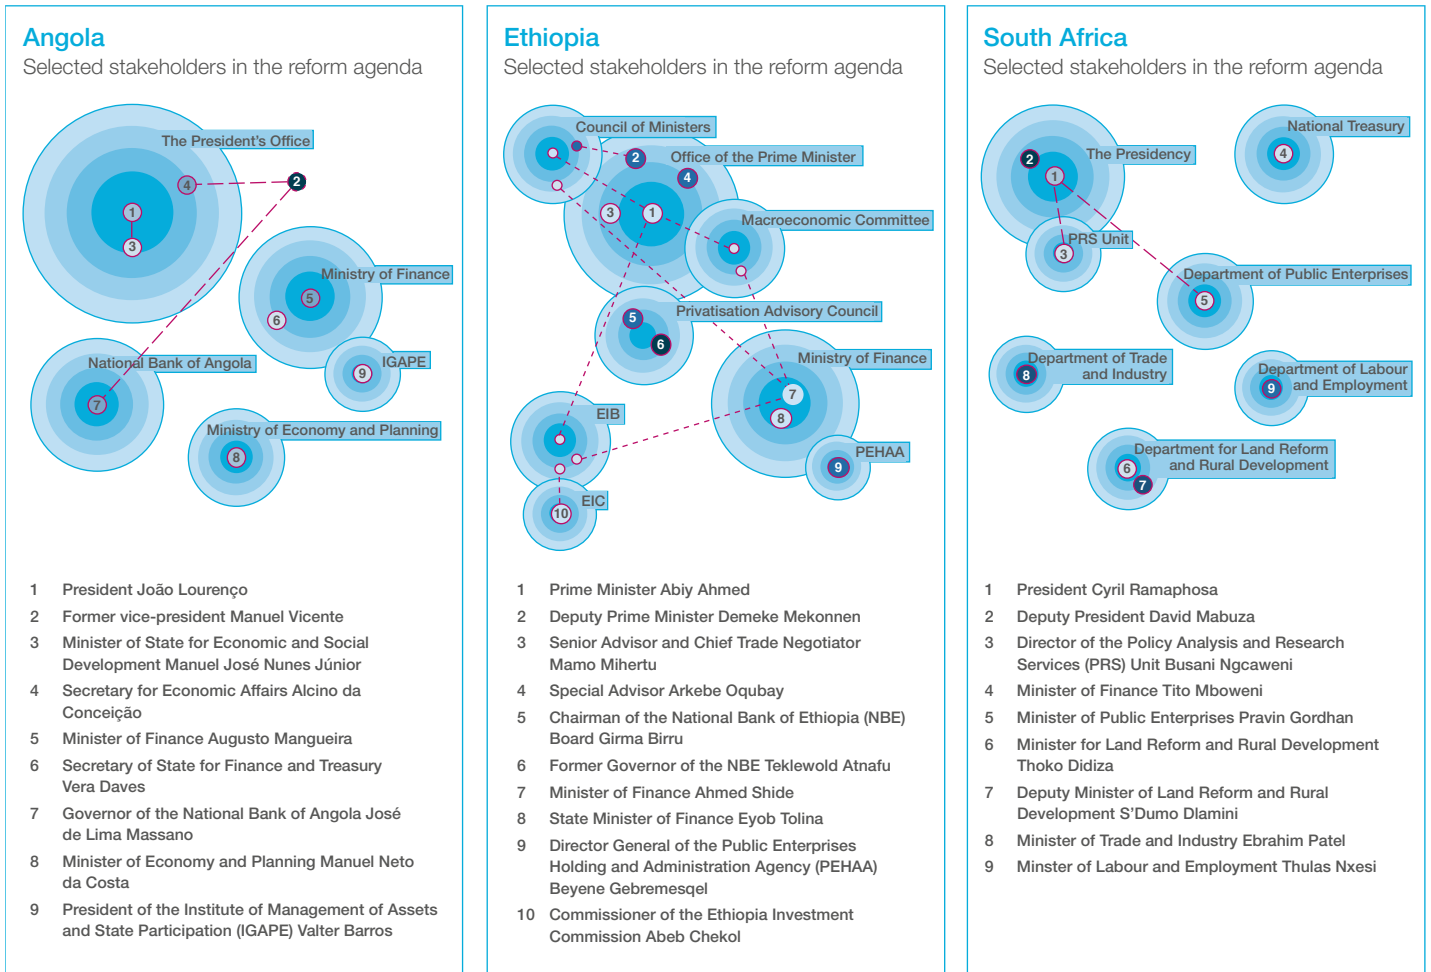 Angola
Selected stakeholders in the reform agenda
The President's Office
4
2
1
3
Ministry of Finance
5
6
National Bank of Angola
IGAPE
9
7
Ministry of Economy and Planning
8
1 President João Lourenço
2 Former vice-president Manuel Vicente
3 Minister of State for Economic and Social
Development Manuel José Nunes Júnior
4 Secretary for Economic Affairs Alcino da
Conceição
5 Minister of Finance Augusto Mangueira
6 Secretary of State for Finance and Treasury
Vera Daves
7 Governor of the National Bank of Angola José
de Lima Massano
8 Minister of Economy and Planning Manuel Neto
da Costa
9 President of the Institute of Management of Assets
and State Participation (IGAPE) Valter Barros
Ethiopia
Selected stakeholders in the reform agenda
Council of Ministers
2
Office of the Prime Minister
4
3
1
Macroeconomic Committee
Privatisation Advisory Council
5
6
Ministry of Finance
7
8
EIB
PEHAA
9
EIC
10
1 Prime Minister Abiy Ahmed
2 Deputy Prime Minister Demeke Mekonnen
3 Senior Advisor and Chief Trade Negotiator
Mamo Mihertu
4 Special Advisor Arkebe Oqubay
5 Chairman of the National Bank of Ethiopia (NBE)
Board Girma Birru
6 Former Governor of the NBE Teklewold Atnafu
7 Minister of Finance Ahmed Shide
8 State Minister of Finance Eyob Tolina
9 Director General of the Public Enterprises
Holding and Administration Agency (PEHAA)
Beyene Gebremesqel
10 Commissioner of the Ethiopia Investment
Commission Abeb Chekol
South Africa
Selected stakeholders in the reform agenda
National Treasury
4
The Presidency
2
1
PRS Unit
3
Department of Public Enterprises
5
Department of Trade
and Industry
8
Department of Labour
and Employment
9
Department for Land Reform
and Rural Development
6
7
1 President Cyril Ramaphosa
2 Deputy President David Mabuza
3 Director of the Policy Analysis and Research
Services (PRS) Unit Busani Ngcaweni
4 Minister of Finance Tito Mboweni
5 Minister of Public Enterprises Pravin Gordhan
6 Minister for Land Reform and Rural Development
Thoko Didiza
7 Deputy Minister of Land Reform and Rural
Development S'Dumo Dlamini
8 Minister of Trade and Industry Ebrahim Patel
9 Minster of Labour and Employment Thulas Nxesi